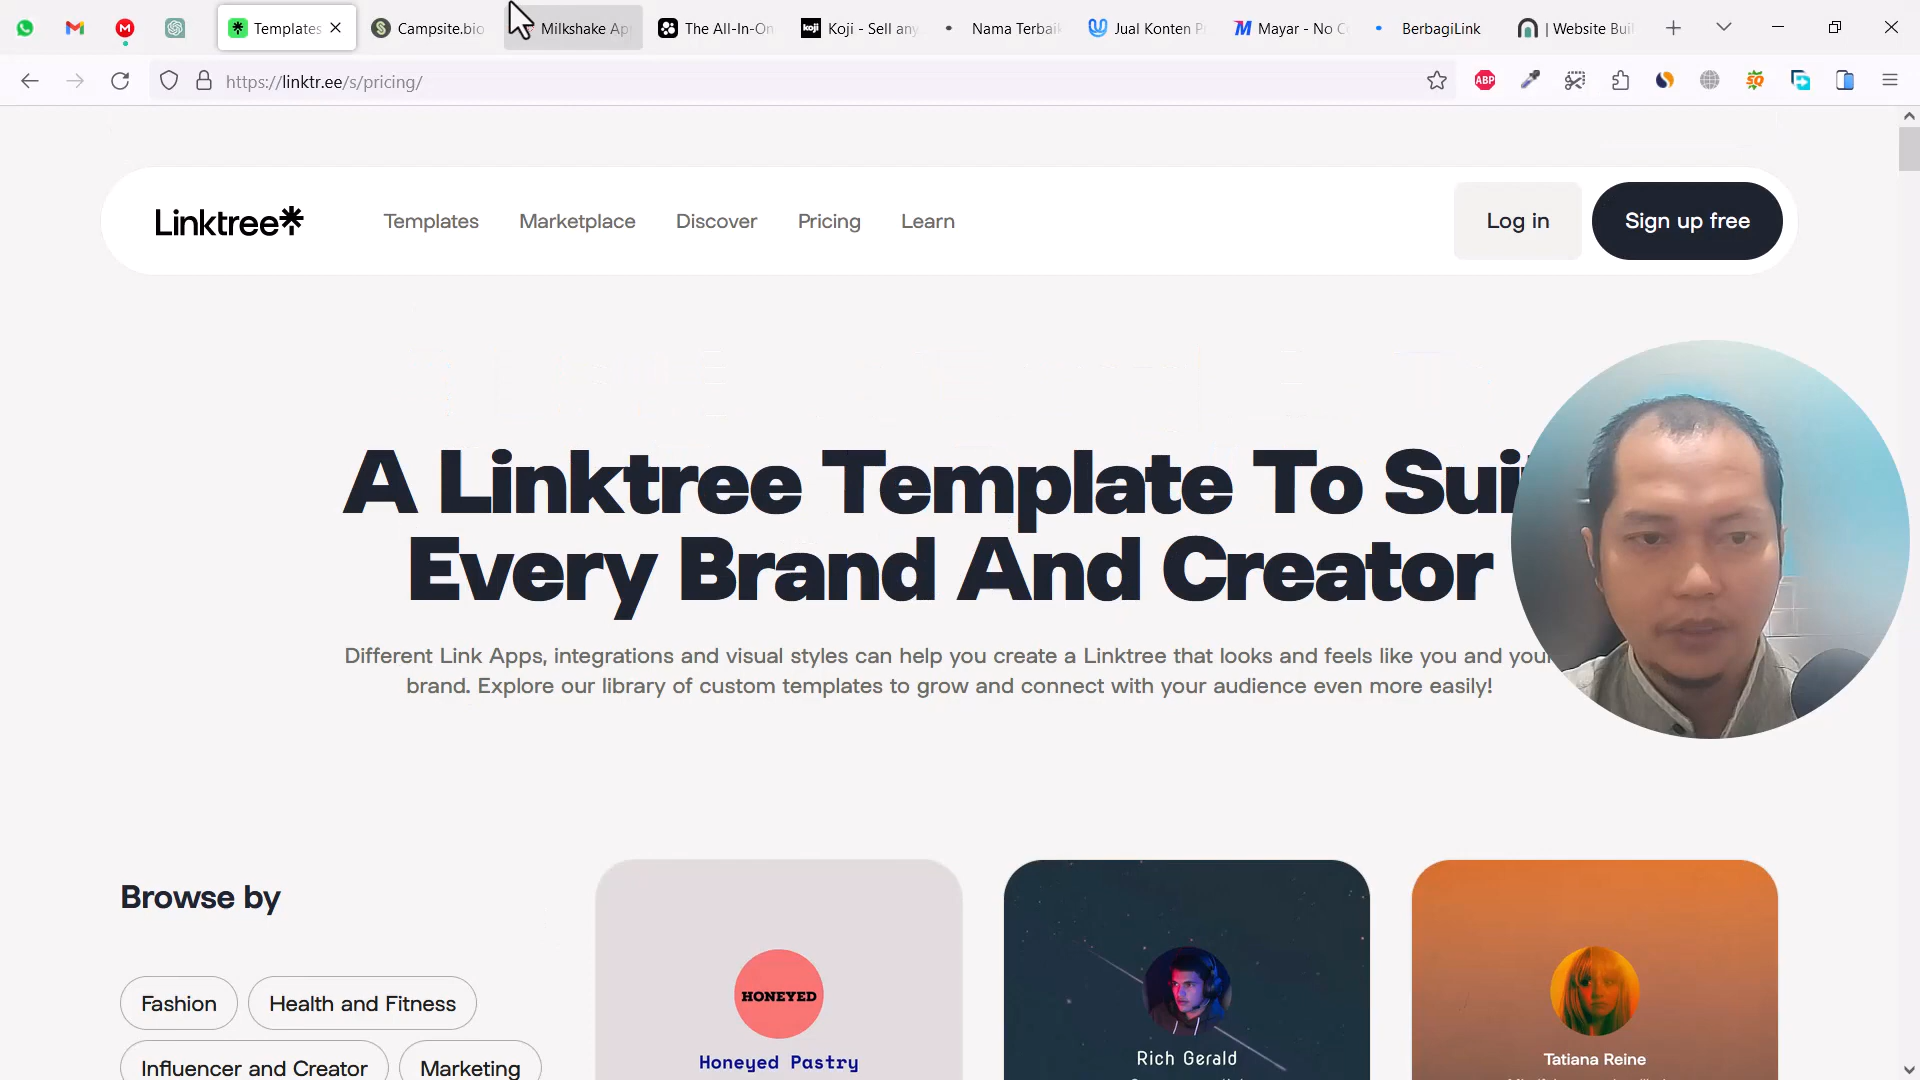 Templates
Campsite.bio
Milkshake Ap
The All-In-On
Koji - Sell any
Nama Terbaik
Jual Konten P
Mayar - No C
BerbagiLink
| Website Buil
https://linktr.ee/s/pricing/
ABP
Linktree
Templates
Marketplace
Discover
Pricing
Learn
Log in
Sign up free
A Linktree Template To Sui
Every Brand And Creator
Different Link Apps, integrations and visual styles can help you create a Linktree that looks and feels like you and your
brand. Explore our library of custom templates to grow and connect with your audience even more easily!
Browse by
Fashion
Health and Fitness
Influencer and Creator
Marketing
HONEYED
Honeyed Pastry
Rich Gerald
Tatiana Reine